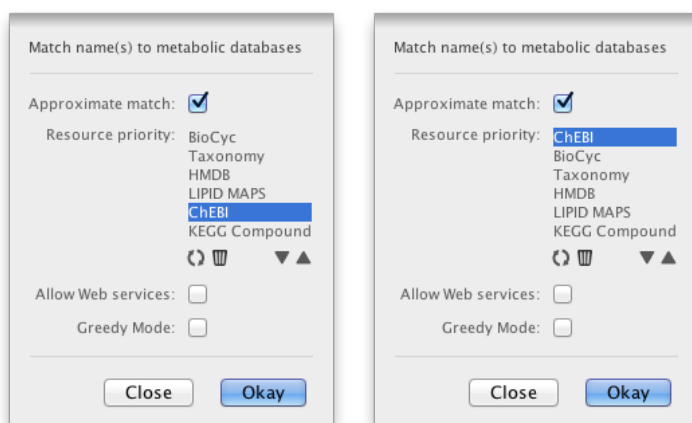 Match name(s) to metabolic databases
Approximate match:
Resource priority:
BioCyc
Taxonomy
HMDB
LIPID MAPS
ChEBI
KEGG Compound
Allow Web services:
Greedy Mode:
Close
Okay
Match name(s) to metabolic databases
Approximate match:
Resource priority:
ChEBI
BioCyc
Taxonomy
HMDB
LIPID MAPS
KEGG Compound
Allow Web services:
Greedy Mode:
Close
Okay